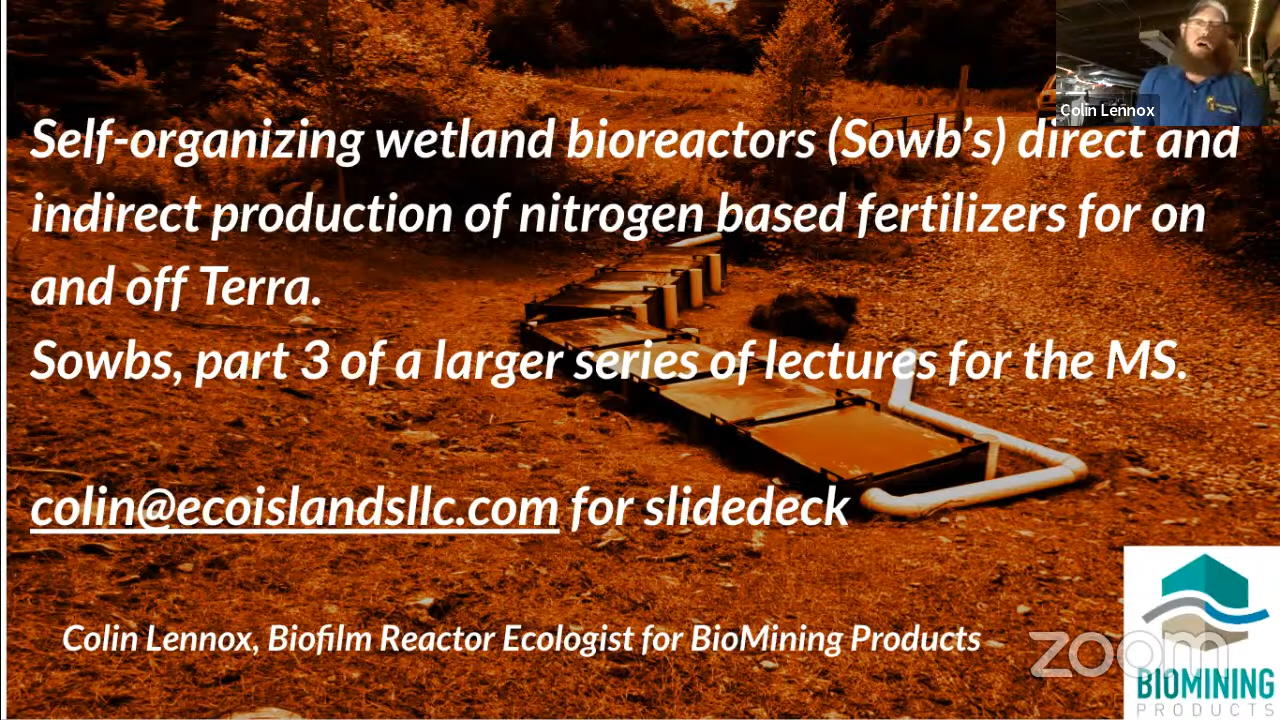 Colin Lennox
Self-organizing wetland bioreactors (Sowb’s) direct and
indirect production of nitrogen based fertilizers for on
and off Terra.
Sowbs, part 3 of a larger series of lectures for the MS.
colin@ecoislandsllc.com for slidedeck
Colin Lennox, Biofilm Reactor Ecologist for BioMining Products
zoom
BIOMINING
PRODUCTS